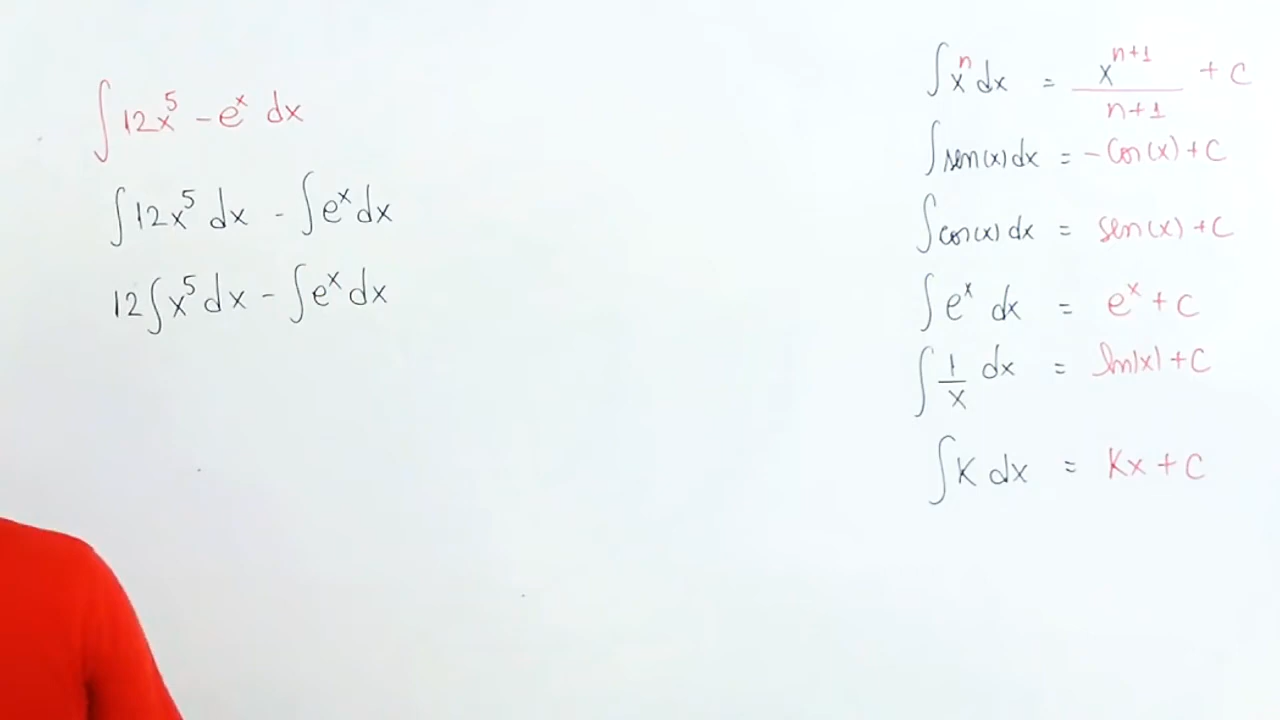 ∫12x⁵ - eˣ dx
∫12x⁵ dx - ∫eˣ dx
12∫x⁵ dx - ∫eˣ dx
∫xⁿ dx = xⁿ⁺¹/n+1 + C
∫sen(x) dx = -cos(x) + C
∫cos(x) dx = sen(x) + C
∫eˣ dx = eˣ + C
∫1/x dx = ln|x| + C
∫K dx = Kx + C